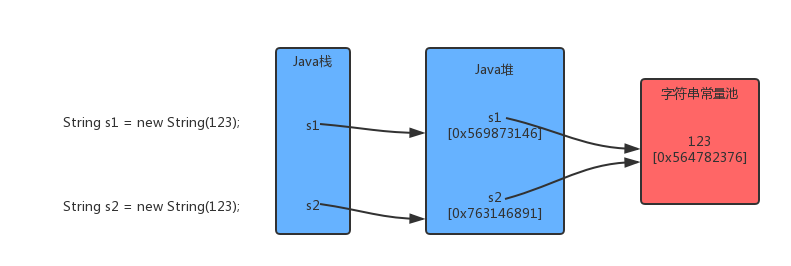 Java栈
Java堆
字符串常量池
String s1 = new String(123);
s1
s1
[0x569873146]
123
[0x564782376]
String s2 = new String(123);
s2
s2
[0x763146891]